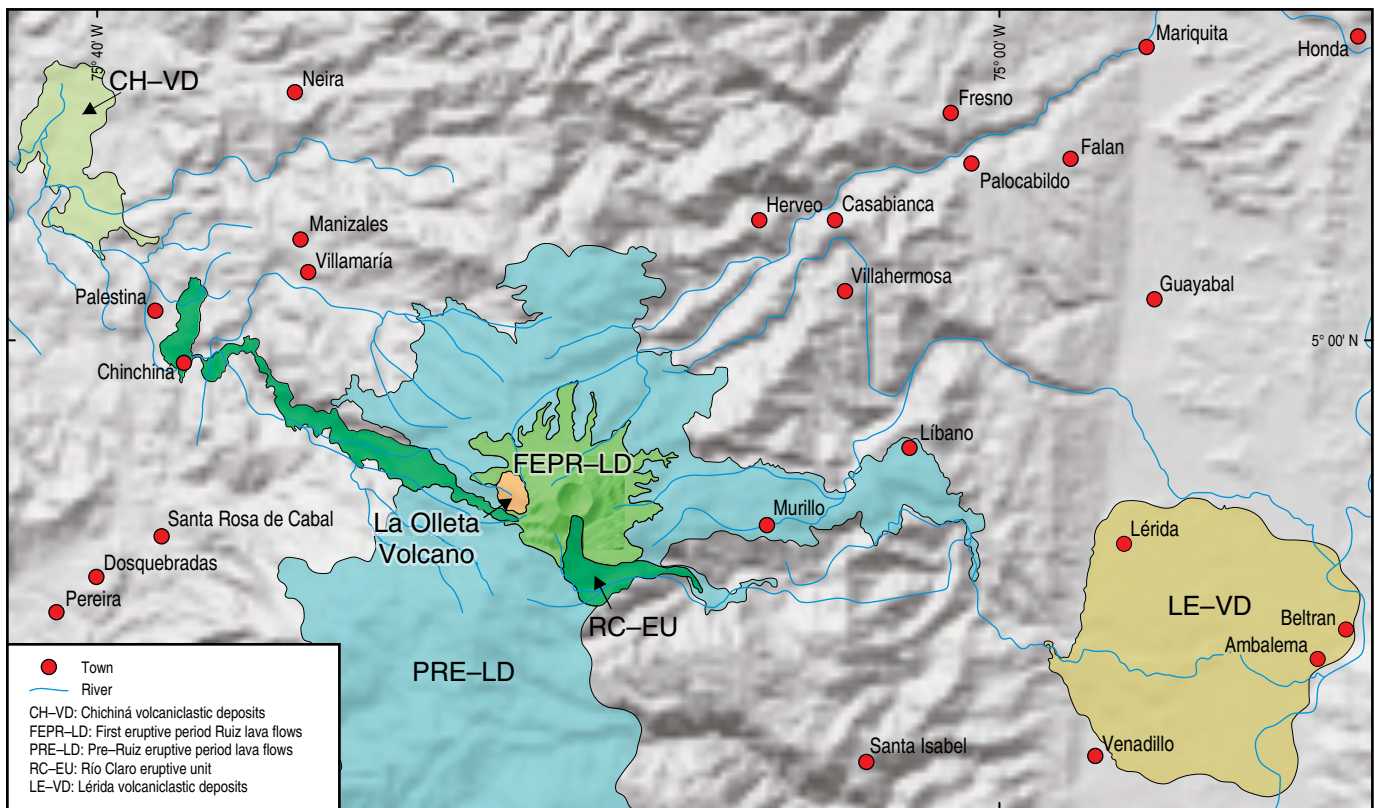 75° 40' W
75° 00' W
Mariquita
Honda
CH–VD
Neira
Fresno
Falan
Palocabildo
Herveo
Casabianca
Manizales
Villamaría
Villahermosa
Guayabal
Palestina
5° 00' N
Chinchiná
Líbano
FEPR–LD
La Olleta
Volcano
Murillo
Santa Rosa de Cabal
Lérida
Dosquebradas
Pereira
LE–VD
Beltran
RC–EU
Ambalema
PRE–LD
Santa Isabel
Venadillo
Town
River
CH–VD: Chichiná volcaniclastic deposits
FEPR–LD: First eruptive period Ruiz lava flows
PRE–LD: Pre–Ruiz eruptive period lava flows
RC–EU: Río Claro eruptive unit
LE–VD: Lérida volcaniclastic deposits